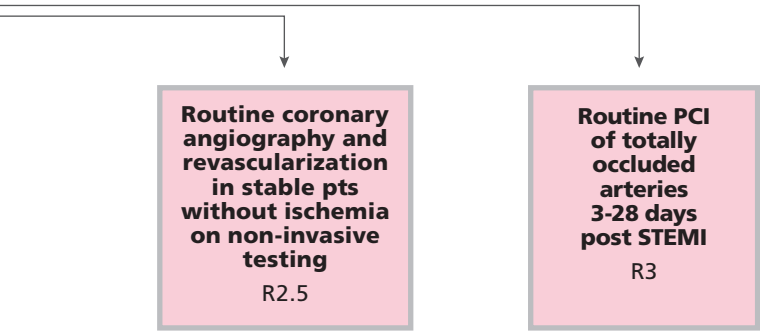 Routine coronary
angiography and
revascularization
in stable pts
without ischemia
on non-invasive
testing
R2.5
Routine PCI
of totally
occluded
arteries
3-28 days
post STEMI
R3